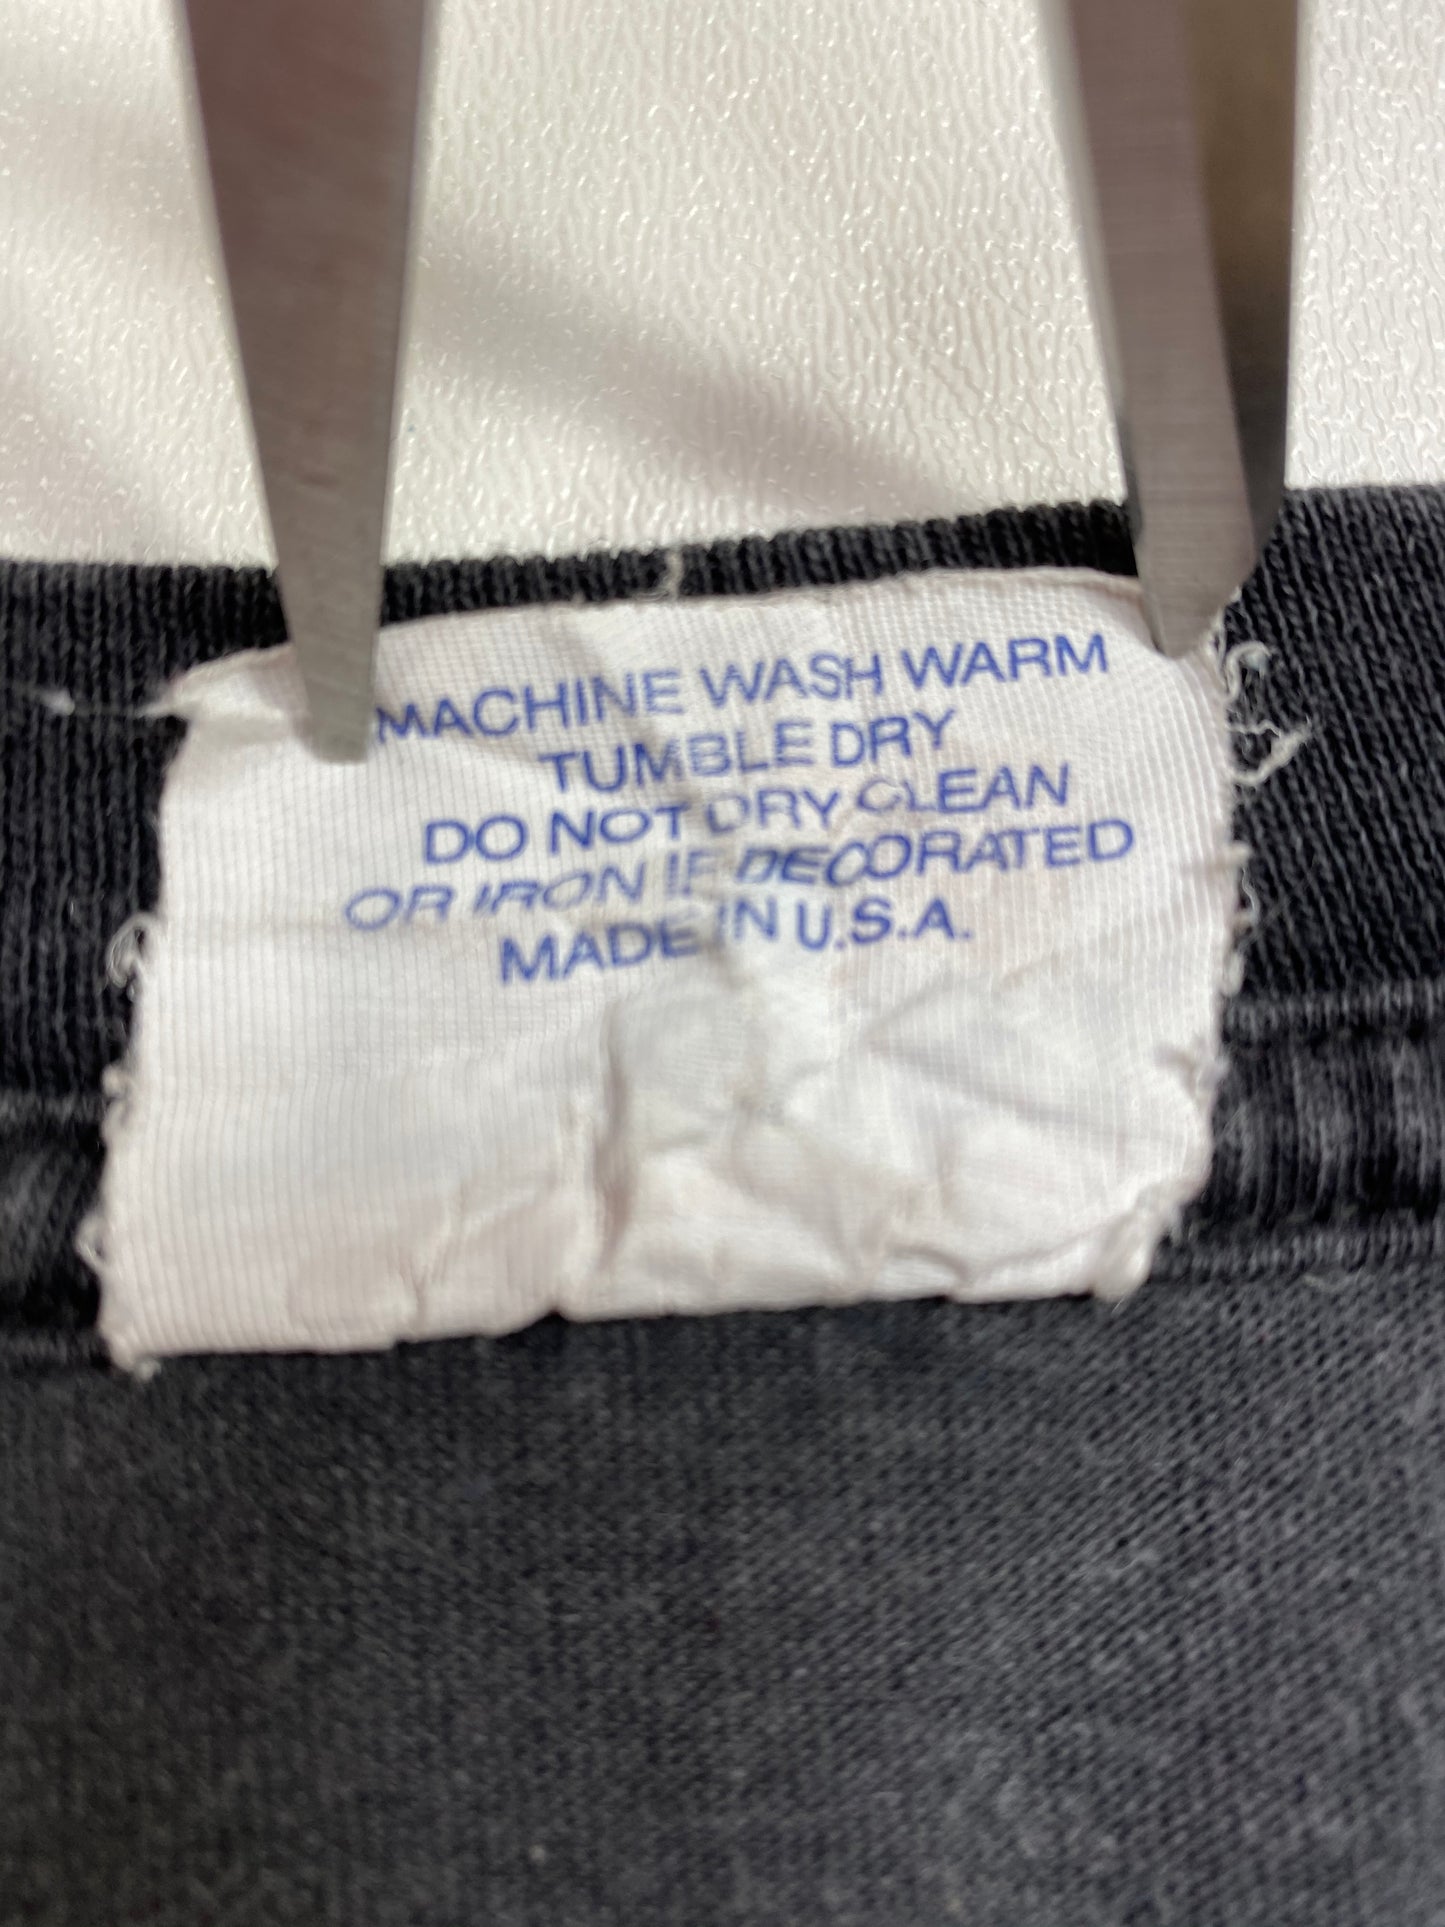 MACHINE WASH WARM
TUMBLE DRY
DO NOT DRY CLEAN
OR IRON IF DECORATED
MADE IN U.S.A.